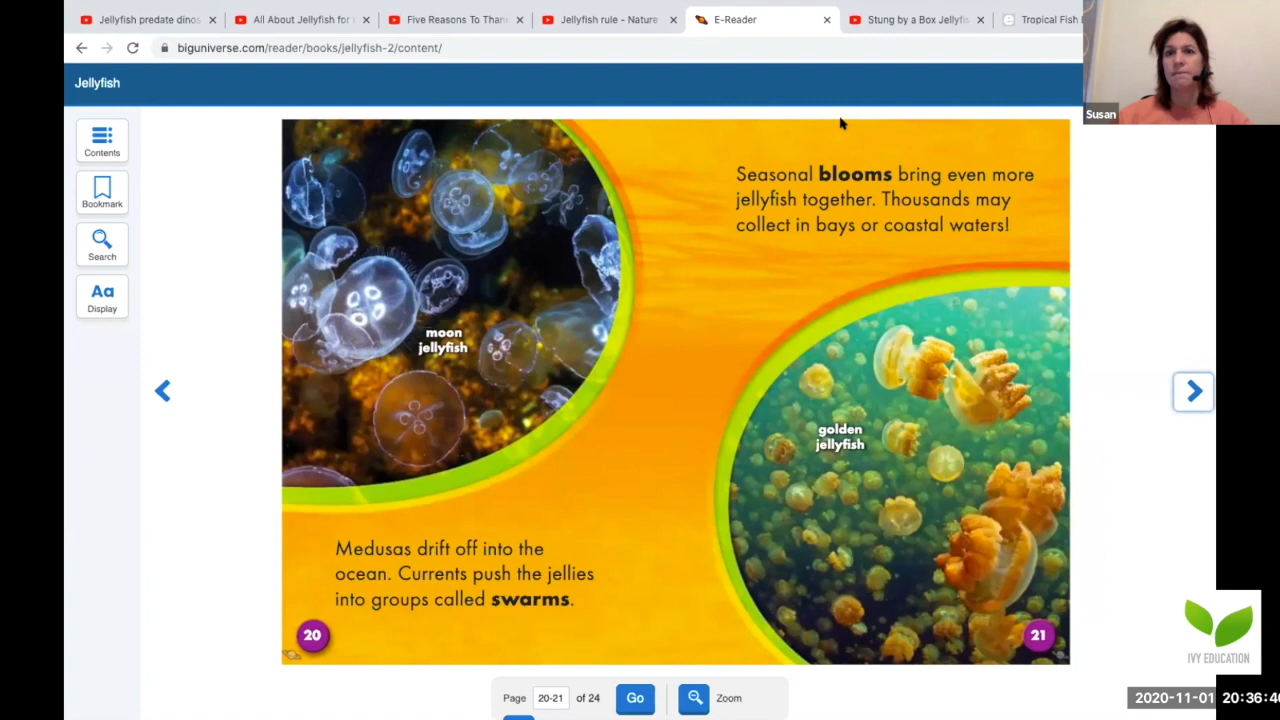 Jellyfish predate dinos
All About Jellyfish for
Five Reasons To Than
Jellyfish rule - Nature
E-Reader
Stung by a Box Jellyfis
Tropical Fish
biguniverse.com/reader/books/jellyfish-2/content/
Jellyfish
Susan
Contents
Bookmark
Search
Aa
Display
Seasonal blooms bring even more
jellyfish together. Thousands may
collect in bays or coastal waters!
moon
jellyfish
golden
jellyfish
Medusas drift off into the
ocean. Currents push the jellies
into groups called swarms.
20
21
IVY EDUCATION
Page 20-21 of 24 Go Zoom
2020-11-01 20:36:4